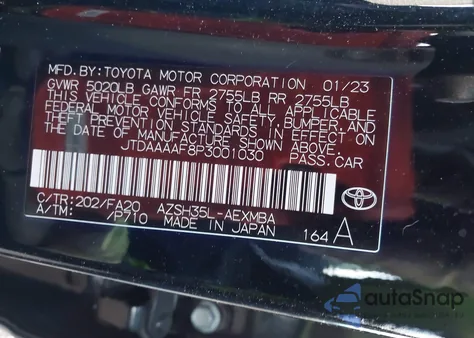 MFD.BY:TOYOTA MOTOR CORPORATION 01/23
GVWR 5020LB GAWR FR 2755LB RR 2755LB
THIS VEHICLE CONFORMS TO ALL APPLICABLE
FEDERAL MOTOR VEHICLE SAFETY,BUMPER,AND
THEFT PREVENTION STANDARDS IN EFFECT ON
THE DATE OF MANUFACTURE SHOWN ABOVE.
JTDAAAAF8P3001030 PASS.CAR
C/TR:202/FA20 AZSH35L-AEXMBA
A/TM: /P710 MADE IN JAPAN 164 A
TOYOTA
autoSnap